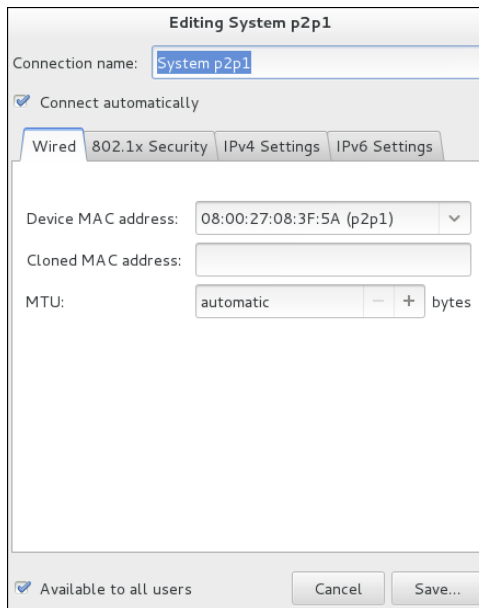 Editing System p2p1
Connection name: System p2p1
Connect automatically
Wired 802.1x Security IPv4 Settings IPv6 Settings
Device MAC address: 08:00:27:08:3F:5A (p2p1)
Cloned MAC address:
MTU: automatic − + bytes
Available to all users Cancel Save...